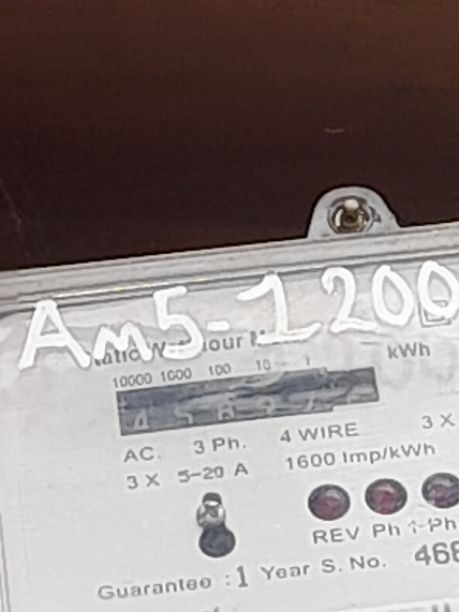 Am5-1200
kWh
10000 1000 100 10 1
AC. 3 Ph. 4 WIRE 3 X
3 X 5-20 A 1600 Imp/kWh
REV Ph Ph
Guarantee : 1 Year S. No. 468